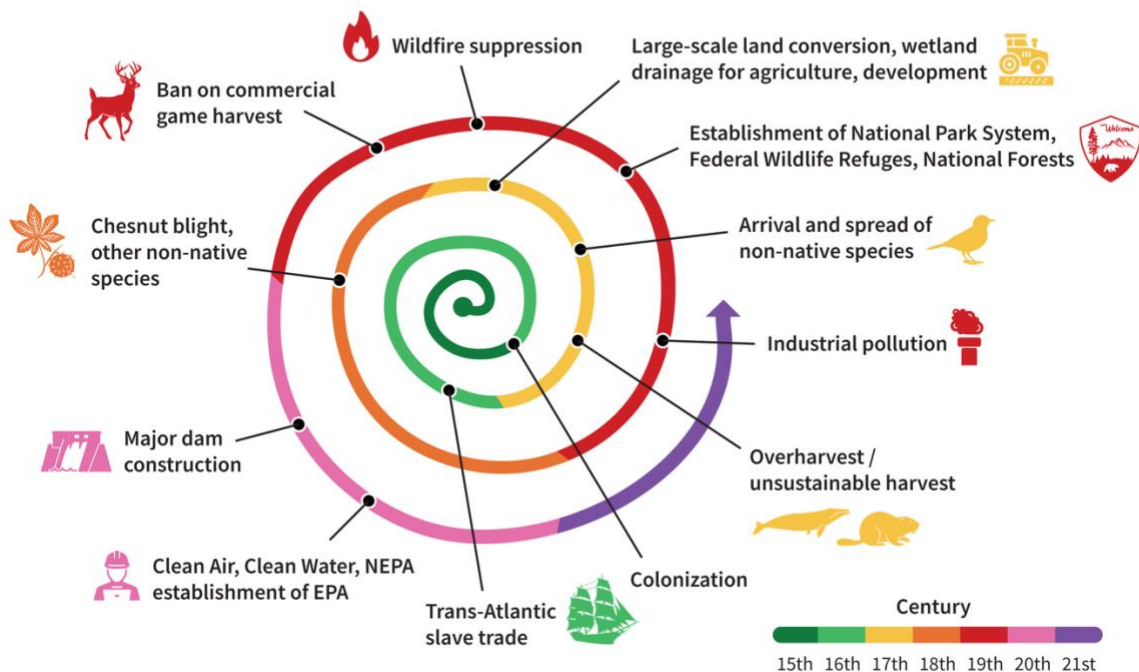 Wildfire suppression
Large-scale land conversion, wetland
drainage for agriculture, development
Ban on commercial
game harvest
Welcome
Establishment of National Park System,
Federal Wildlife Refuges, National Forests
Chesnut blight,
other non-native
species
Arrival and spread of
non-native species
Industrial pollution
Major dam
construction
Overharvest /
unsustainable harvest
Clean Air, Clean Water, NEPA
establishment of EPA
Colonization
Trans-Atlantic
slave trade
Century
15th 16th 17th 18th 19th 20th 21st